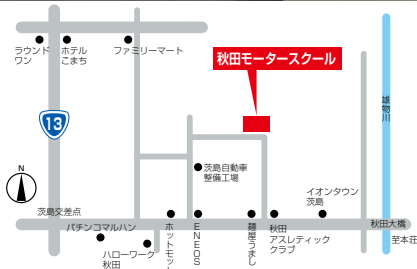 ラウンド
ワン
ホテル
こまち
ファミリーマート
秋田モータースクール
雄物川
13
N
茨島自動車
整備工場
イオンタウン
茨島
茨島交差点
パチンコマルハン
ハローワーク
秋田
ホットモット
ENEOS
麺屋うまし
秋田
アスレティック
クラブ
秋田大橋
至本荘